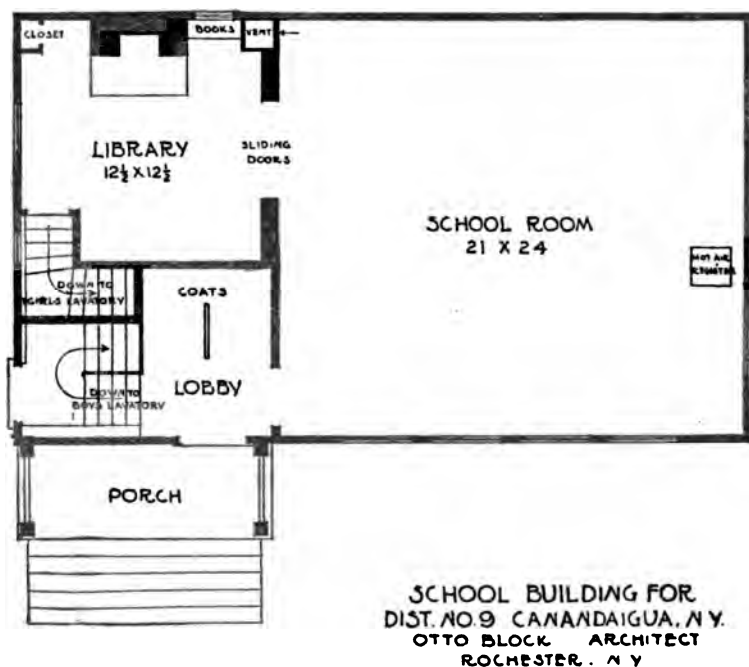 CLOSET
BOOKS
VENT
LIBRARY
12½ X 12½
SLIDING
DOORS
SCHOOL ROOM
21 X 24
HOT AIR
REGISTER
DOWN TO
GIRLS LAVATORY
COATS
LOBBY
DOWN TO
BOYS LAVATORY
PORCH
SCHOOL BUILDING FOR
DIST. NO. 9 CANANDAIGUA, N Y.
OTTO BLOCK ARCHITECT
ROCHESTER. N Y